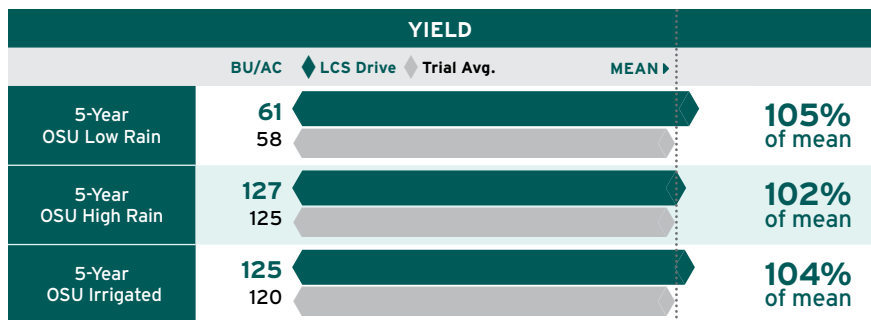 YIELD
BU/AC LCS Drive Trial Avg. MEAN
5-Year
OSU Low Rain
61
58
105%
of mean
5-Year
OSU High Rain
127
125
102%
of mean
5-Year
OSU Irrigated
125
120
104%
of mean